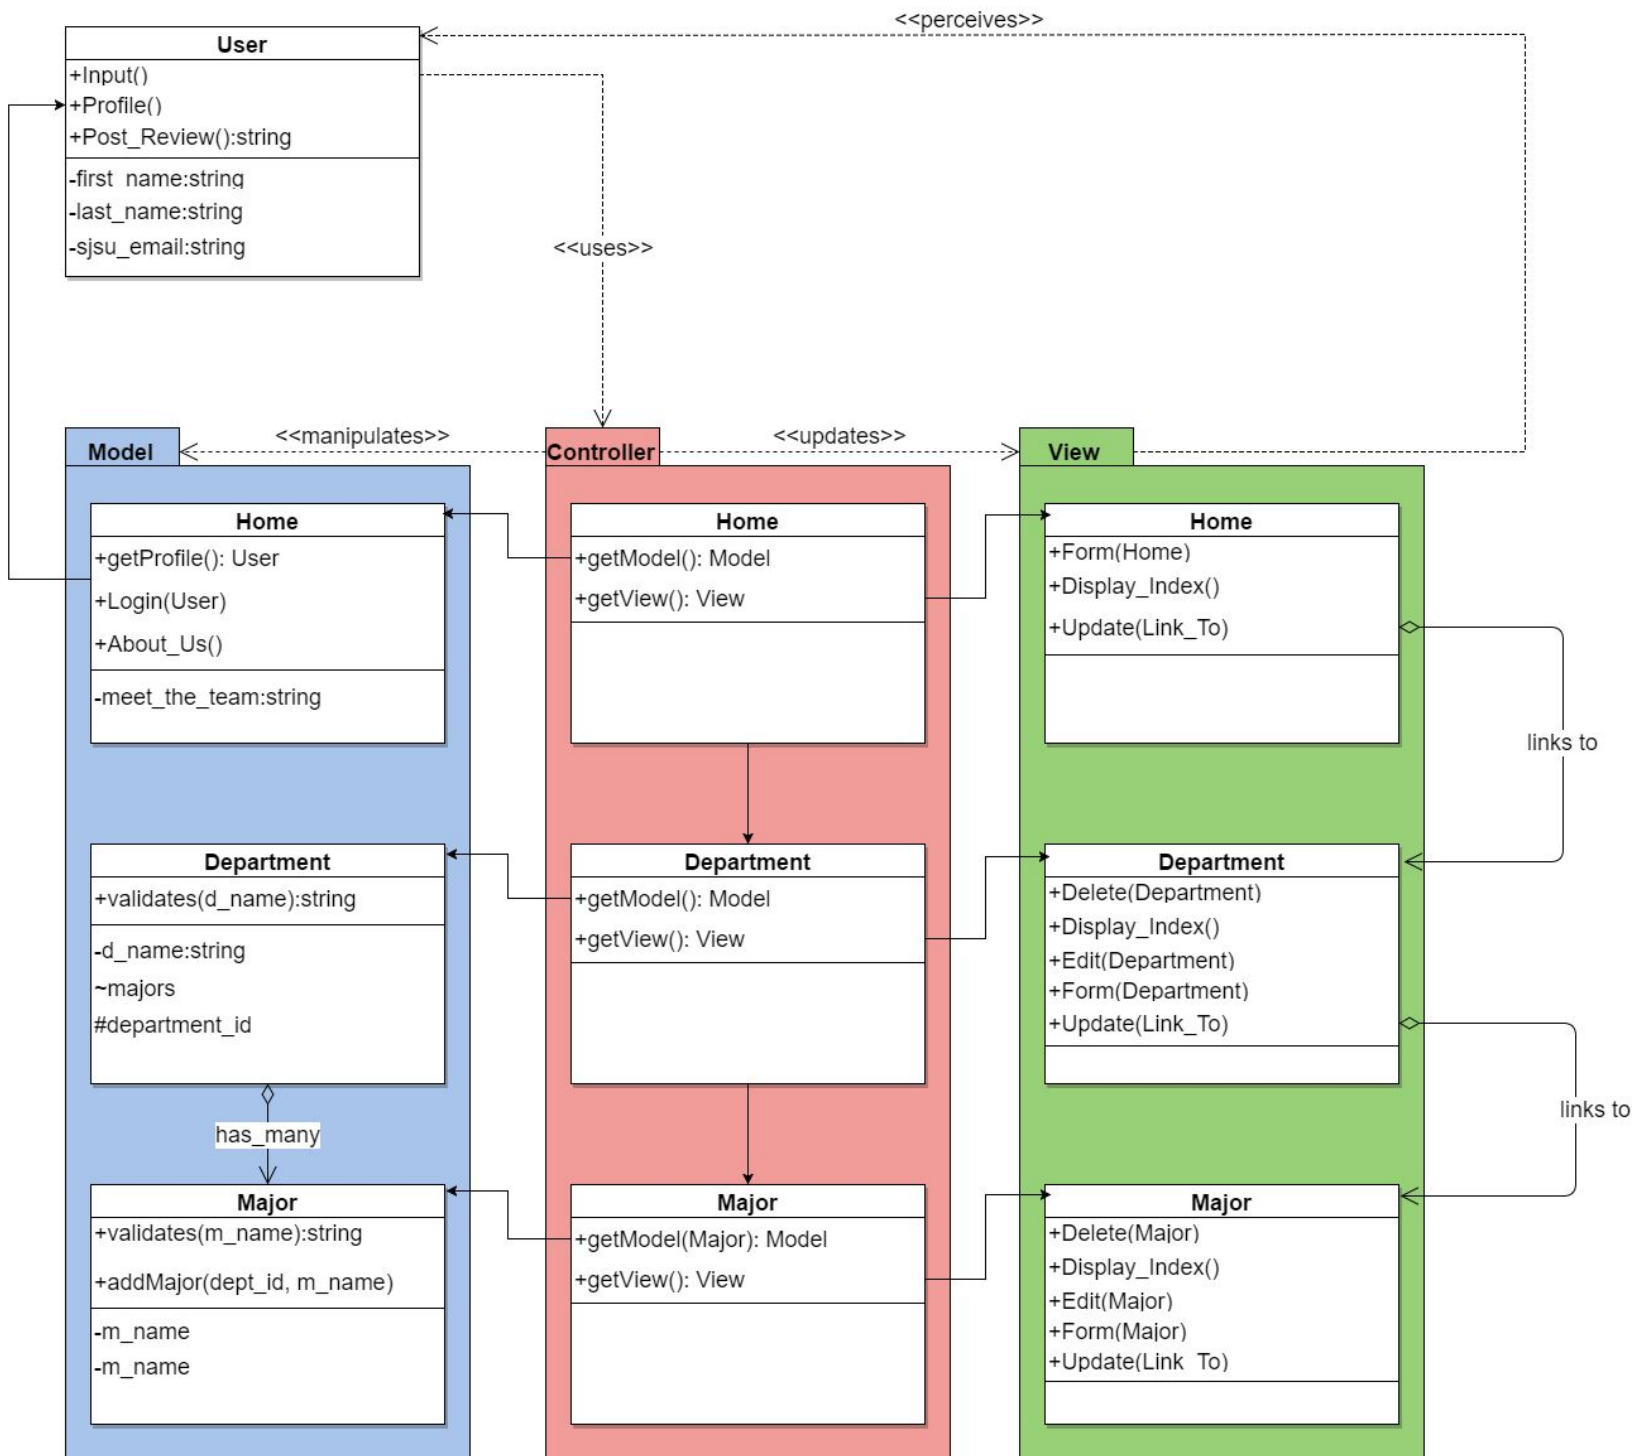 <<perceives>>
User
+Input()
+Profile()
+Post_Review():string
-first_name:string
-last_name:string
-sjsu_email:string
<<uses>>
<<manipulates>>
<<updates>>
Model
Home
+getProfile(): User
+Login(User)
+About_Us()
-meet_the_team:string
Department
+validates(d_name):string
-d_name:string
~majors
#department_id
has_many
Major
+validates(m_name):string
+addMajor(dept_id, m_name)
-m_name
-m_name
Controller
Home
+getModel(): Model
+getView(): View
Department
+getModel(): Model
+getView(): View
Major
+getModel(Major): Model
+getView(): View
View
Home
+Form(Home)
+Display_Index()
+Update(Link_To)
links to
Department
+Delete(Department)
+Display_Index()
+Edit(Department)
+Form(Department)
+Update(Link_To)
links to
Major
+Delete(Major)
+Display_Index()
+Edit(Major)
+Form(Major)
+Update(Link_To)